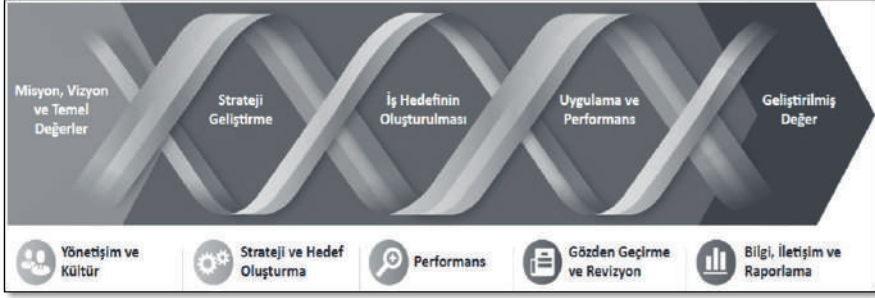 Misyon, Vizyon
ve Temel
Değerler
Strateji
Geliştirme
İş Hedefinin
Oluşturulması
Uygulama ve
Performans
Geliştirilmiş
Değer
Yönetişim ve
Kültür
Strateji ve Hedef
Oluşturma
Performans
Gözden Geçirme
ve Revizyon
Bilgi, İletişim ve
Raporlama